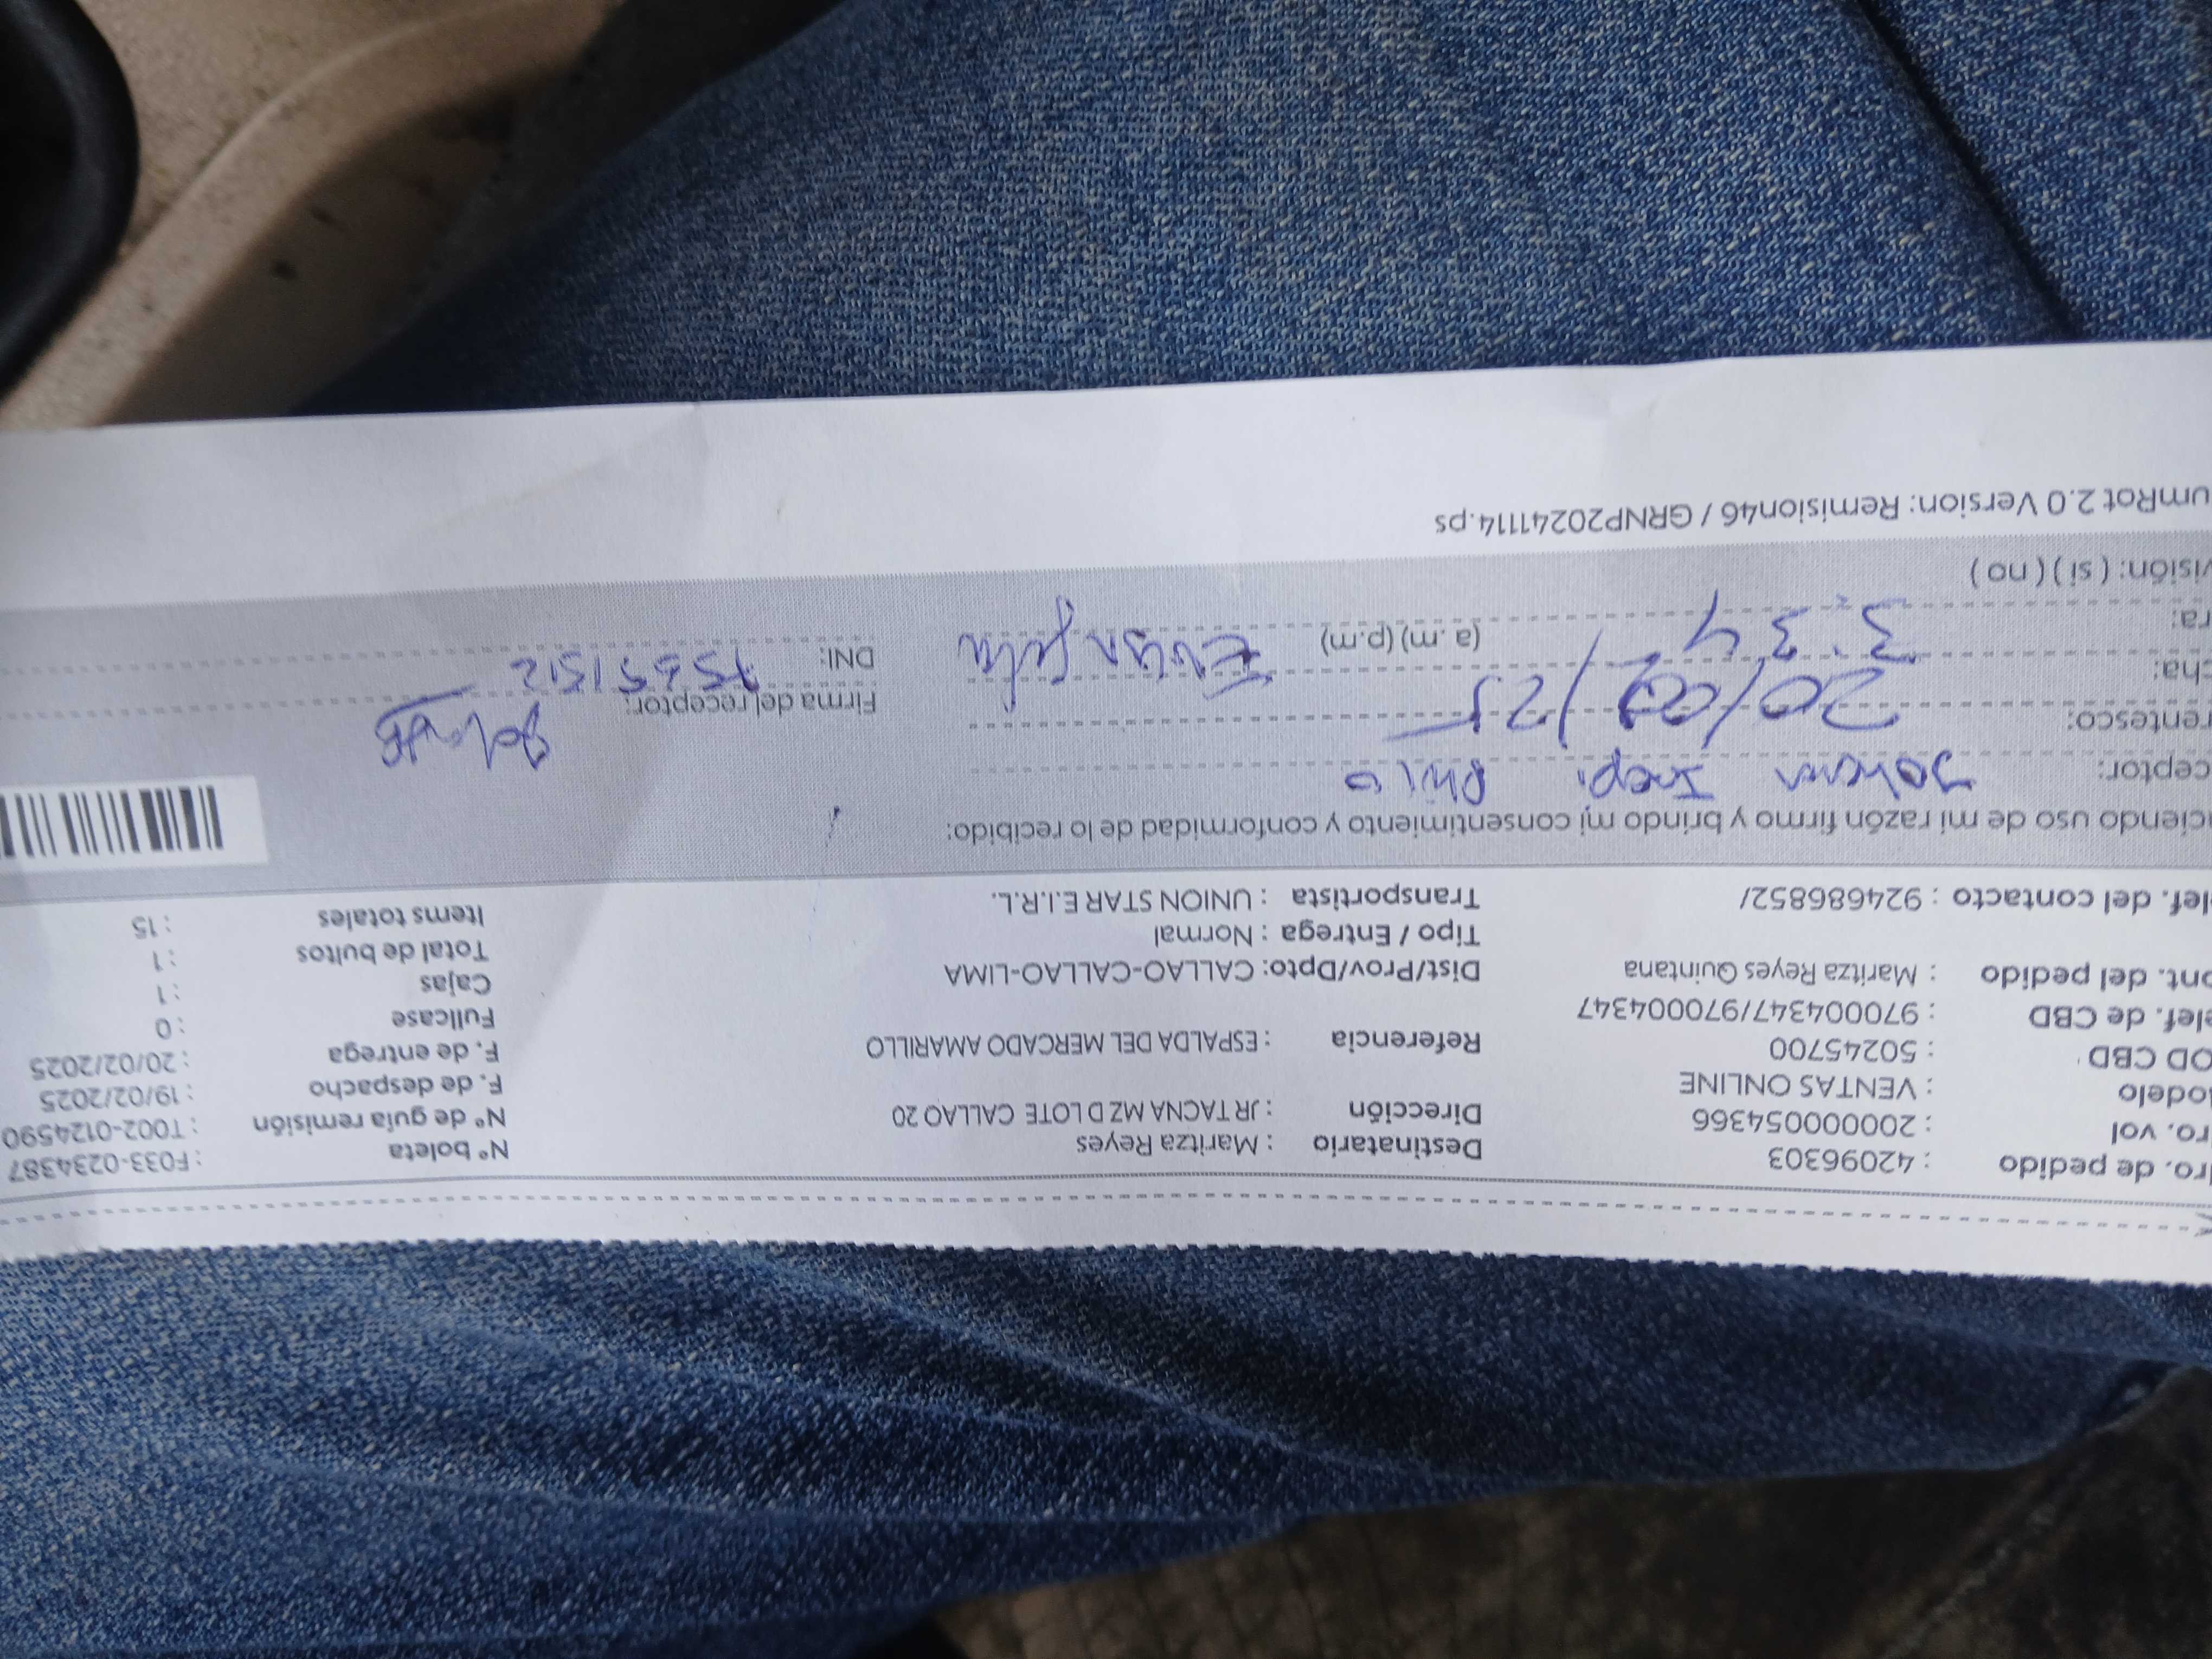 ro. de pedido : 42096303 Destinatario : Maritza Reyes N° boleta : F033-0234387
ro. vol : 20000054366 Dirección : JR TACNA MZ D LOTE CALLAO 20 N° de guía remisión : T002-0124590
odelo : VENTAS ONLINE F. de despacho : 19/02/2025
OD CBD : 50245700 Referencia : ESPALDA DEL MERCADO AMARILLO F. de entrega : 20/02/2025
elef. de CBD : 970004347/970004347 Fullcase : 0
ont. del pedido : Maritza Reyes Quintana Dist/Prov/Dpto: CALLAO-CALLAO-LIMA Cajas : 1
Tipo / Entrega : Normal Total de bultos : 1
lef. del contacto : 924686852/ Transportista : UNION STAR E.I.R.L. Items totales : 15
ciendo uso de mi razón firmo y brindo mi consentimiento y conformidad de lo recibido:
ceptor:
rentesco: Firma del receptor:
cha: 20/02/25 DNI:
ra: 3:34 (a.m) (p.m)
visión: ( si ) ( no )
umRot 2.0 Version: Remision46 / GRNP20241114.ps